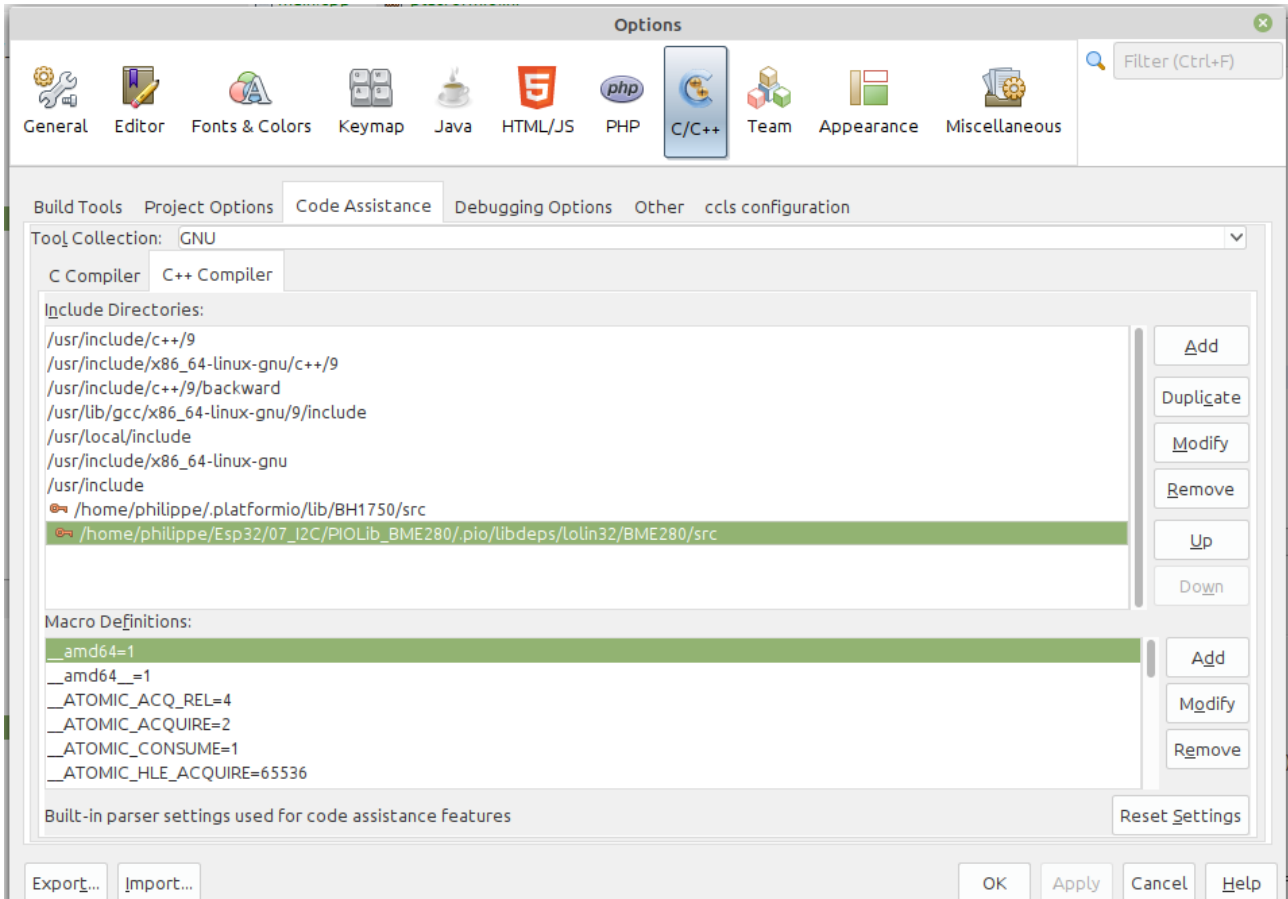 Options
Filter (Ctrl+F)
General Editor Fonts & Colors Keymap Java HTML/JS PHP C/C++ Team Appearance Miscellaneous
Build Tools Project Options Code Assistance Debugging Options Other ccls configuration
Tool Collection: GNU
C Compiler C++ Compiler
Include Directories:
/usr/include/c++/9
/usr/include/x86_64-linux-gnu/c++/9
/usr/include/c++/9/backward
/usr/lib/gcc/x86_64-linux-gnu/9/include
/usr/local/include
/usr/include/x86_64-linux-gnu
/usr/include
/home/philippe/.platformio/lib/BH1750/src
/home/philippe/Esp32/07_I2C/PIOLib_BME280/.pio/libdeps/lolin32/BME280/src
Add
Duplicate
Modify
Remove
Up
Down
Macro Definitions:
__amd64=1
__amd64__=1
__ATOMIC_ACQ_REL=4
__ATOMIC_ACQUIRE=2
__ATOMIC_CONSUME=1
__ATOMIC_HLE_ACQUIRE=65536
Add
Modify
Remove
Built-in parser settings used for code assistance features
Reset Settings
Export... Import... OK Apply Cancel Help